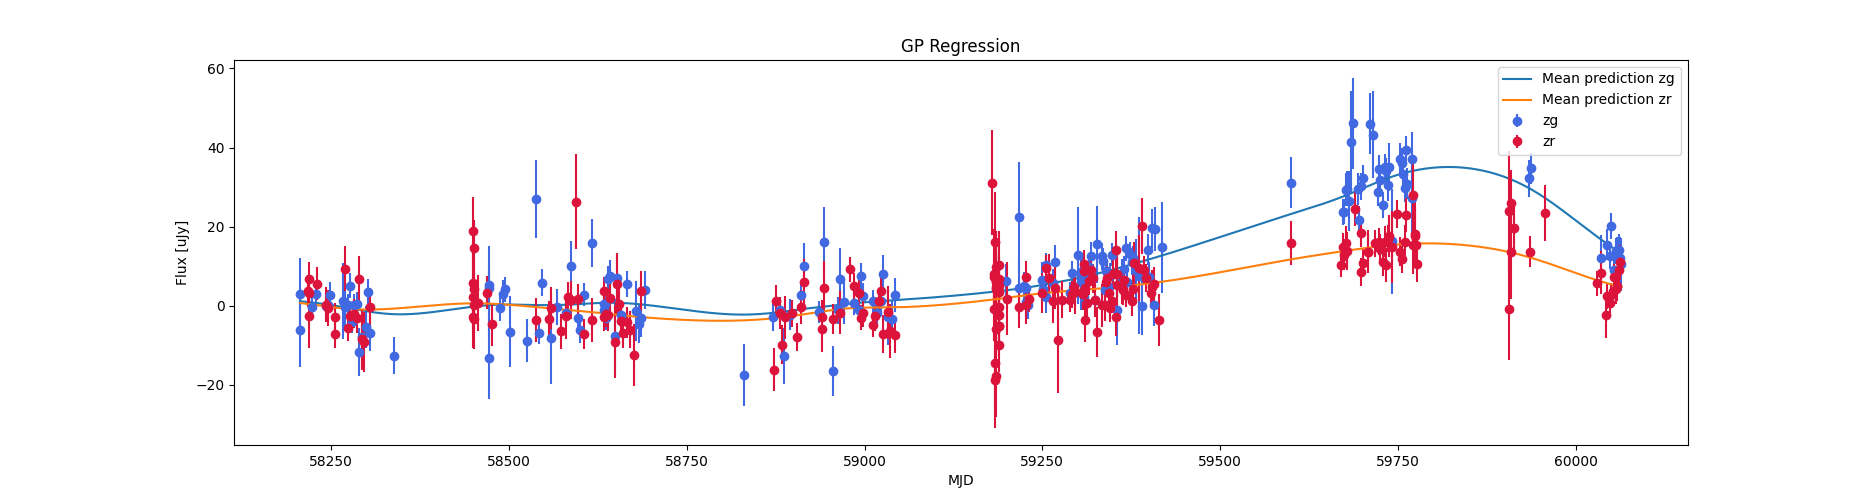 GP Regression
Mean prediction zg
Mean prediction zr
zg
zr
Flux [uJy]
60
40
20
0
−20
58250 58500 58750 59000 59250 59500 59750 60000
MJD